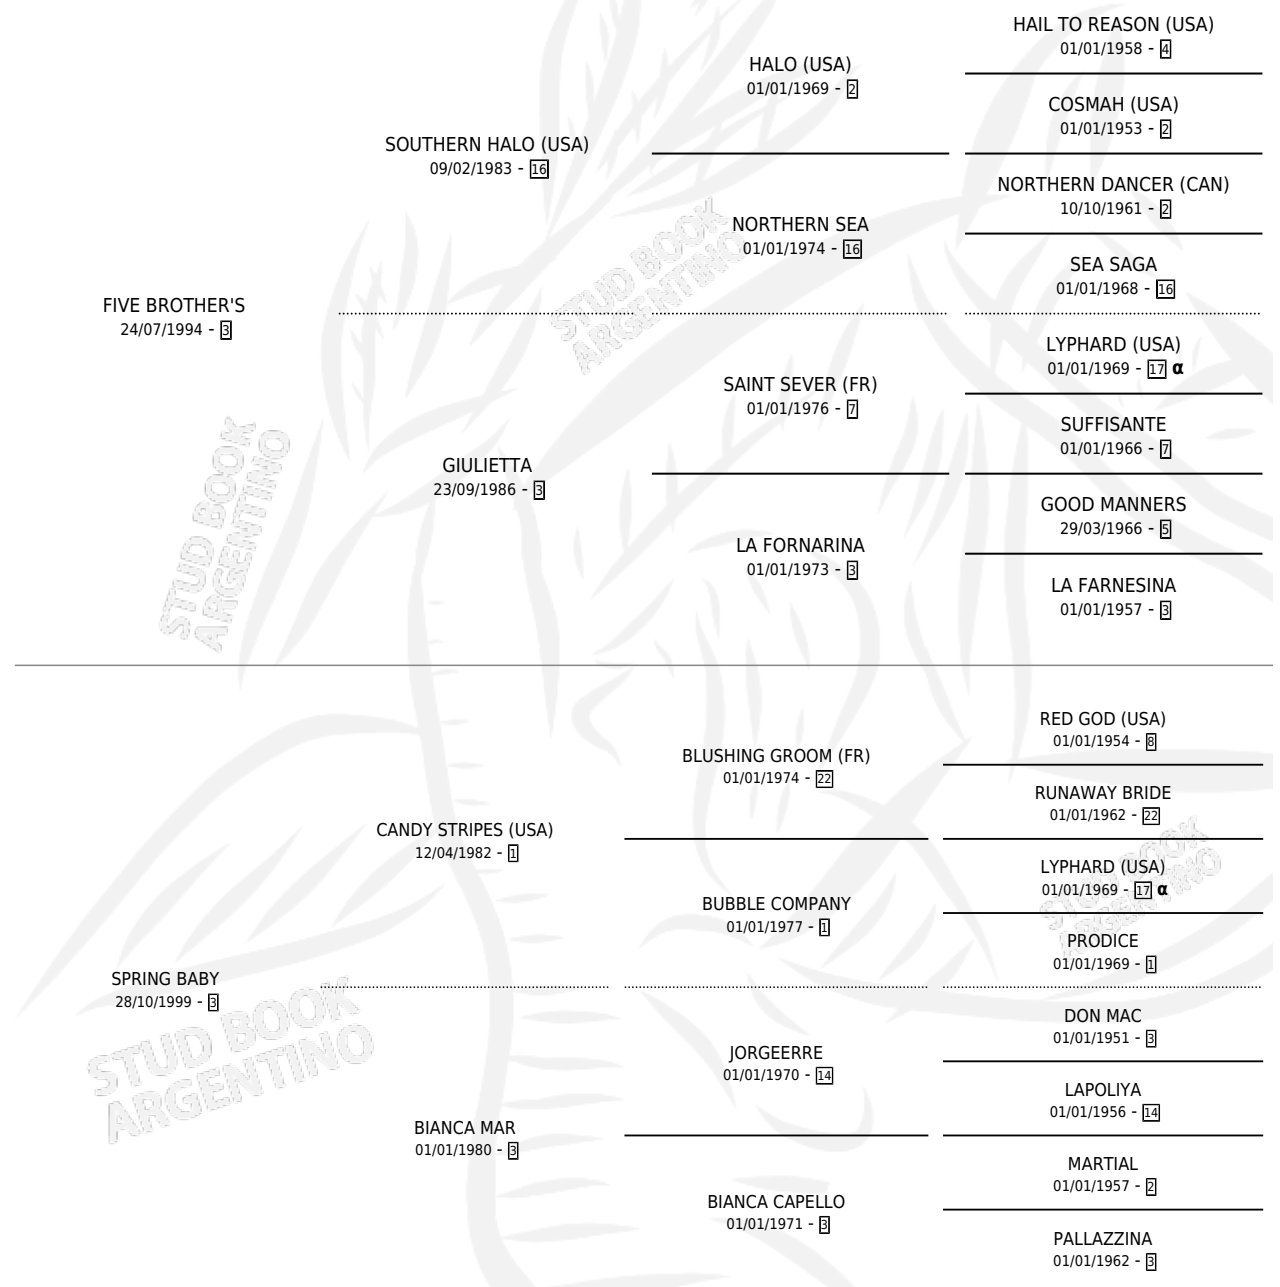 HAIL TO REASON (USA)
01/01/1958 - 4
HALO (USA)
01/01/1969 - 2
COSMAH (USA)
01/01/1953 - 2
SOUTHERN HALO (USA)
09/02/1983 - 16
NORTHERN DANCER (CAN)
10/10/1961 - 2
NORTHERN SEA
01/01/1974 - 16
SEA SAGA
01/01/1968 - 16
FIVE BROTHER'S
24/07/1994 - 3
LYPHARD (USA)
01/01/1969 - 17 α
SAINT SEVER (FR)
01/01/1976 - 7
SUFFISANTE
01/01/1966 - 7
GIULIETTA
23/09/1986 - 3
GOOD MANNERS
29/03/1966 - 5
LA FORNARINA
01/01/1973 - 3
LA FARNESINA
01/01/1957 - 3
RED GOD (USA)
01/01/1954 - 8
BLUSHING GROOM (FR)
01/01/1974 - 22
RUNAWAY BRIDE
01/01/1962 - 22
CANDY STRIPES (USA)
12/04/1982 - 1
LYPHARD (USA)
01/01/1969 - 17 α
BUBBLE COMPANY
01/01/1977 - 1
PRODICE
01/01/1969 - 1
SPRING BABY
28/10/1999 - 3
DON MAC
01/01/1951 - 3
JORGEERRE
01/01/1970 - 14
LAPOLIYA
01/01/1956 - 14
BIANCA MAR
01/01/1980 - 3
MARTIAL
01/01/1957 - 2
BIANCA CAPELLO
01/01/1971 - 3
PALLAZZINA
01/01/1962 - 3
STUD BOOK
ARGENTINO
STUD BOOK
ARGENTINO
STUD BOOK
ARGENTINO
STUD BOOK
ARGENTINO